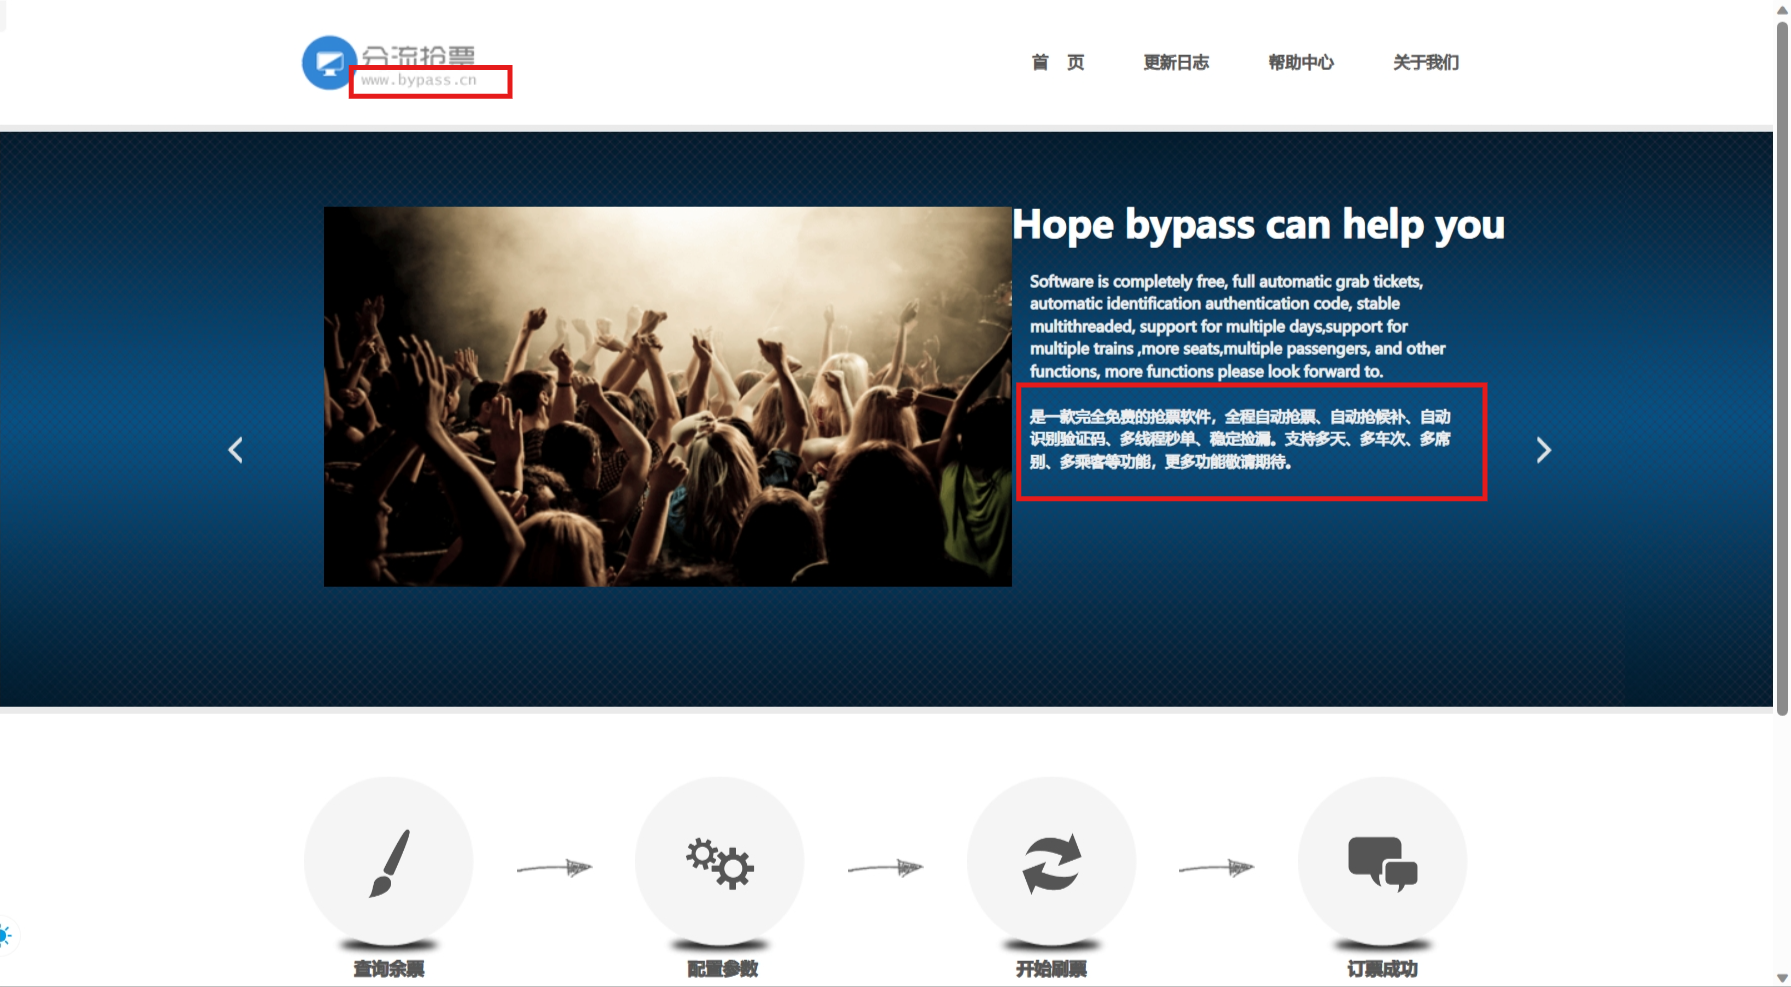 分流抢票
www.bypass.cn
首 页 更新日志 帮助中心 关于我们
Hope bypass can help you
Software is completely free, full automatic grab tickets,
automatic identification authentication code, stable
multithreaded, support for multiple days,support for
multiple trains ,more seats,multiple passengers, and other
functions, more functions please look forward to.
是一款完全免费的抢票软件，全程自动抢票、自动抢候补、自动
识别验证码、多线程秒单、稳定捡漏。支持多天、多车次、多席
别、多乘客等功能，更多功能敬请期待。
查询余票 配置参数 开始刷票 订票成功